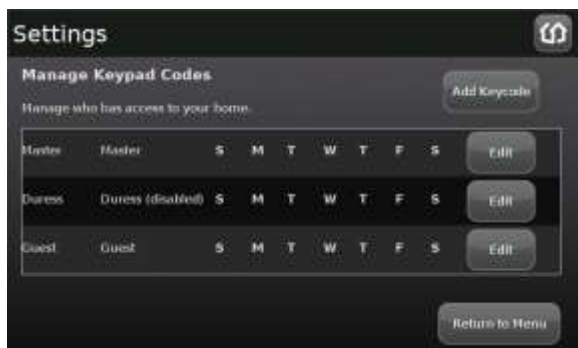 Settings
Manage Keypad Codes
Add Keycode
Manage who has access to your home.
Master Master S M T W T F S Edit
Duress Duress (disabled) S M T W T F S Edit
Guest Guest S M T W T F S Edit
Return to Menu